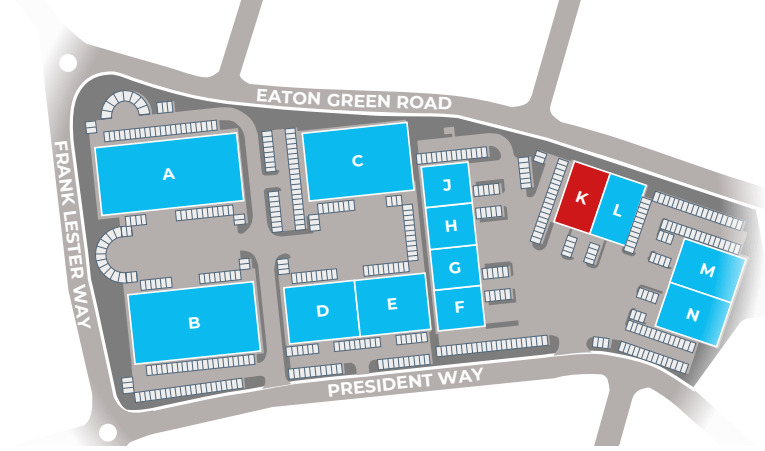 EATON GREEN ROAD
FRANK LESTER WAY
A
C
J
K
L
H
G
M
F
N
B
D
E
PRESIDENT WAY